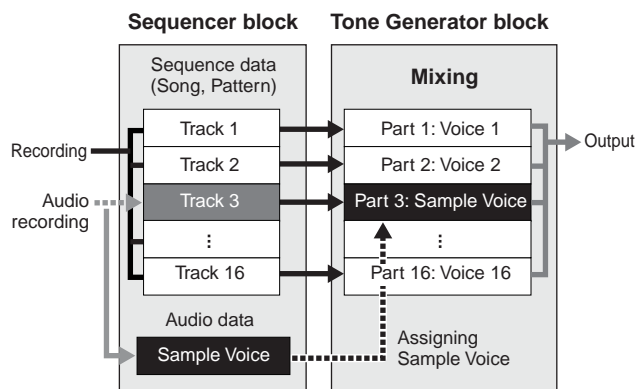 Sequencer block
Tone Generator block
Sequence data
(Song, Pattern)
Mixing
Recording
Track 1
Part 1: Voice 1
Output
Track 2
Part 2: Voice 2
Audio
recording
Track 3
Part 3: Sample Voice
...
...
Track 16
Part 16: Voice 16
Audio data
Sample Voice
Assigning
Sample Voice